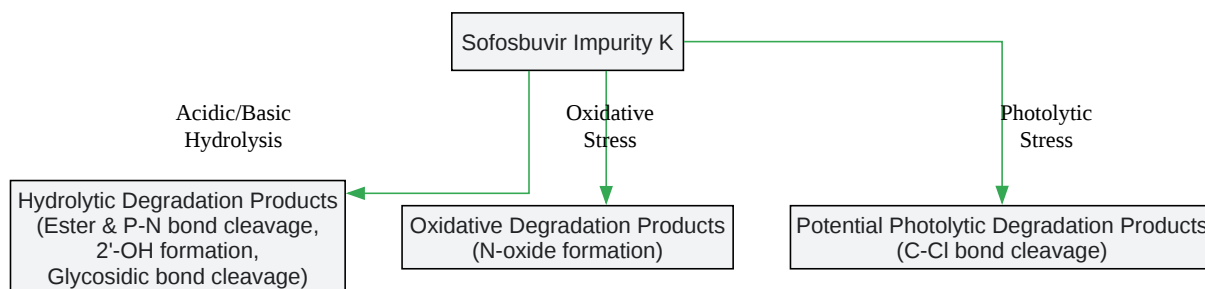 Sofosbuvir Impurity K
Acidic/Basic
Hydrolysis
Oxidative
Stress
Photolytic
Stress
Hydrolytic Degradation Products
(Ester & P-N bond cleavage,
2'-OH formation,
Glycosidic bond cleavage)
Oxidative Degradation Products
(N-oxide formation)
Potential Photolytic Degradation Products
(C-Cl bond cleavage)